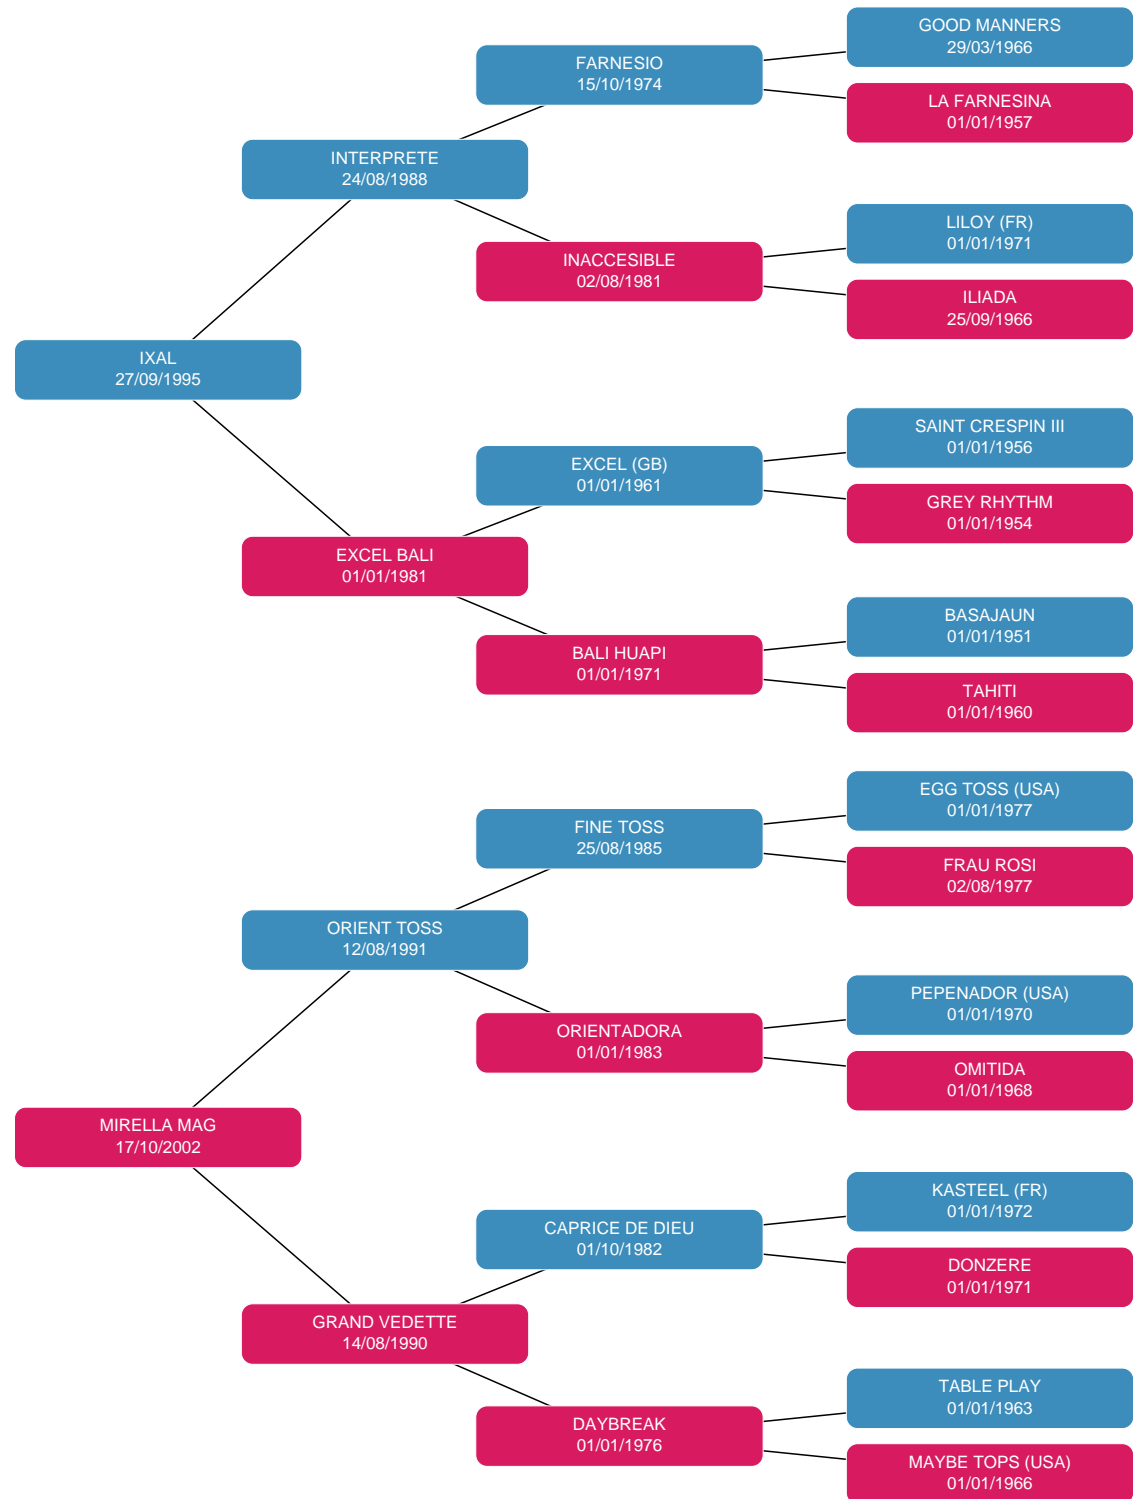 GOOD MANNERS
29/03/1966
FARNESIO
15/10/1974
LA FARNESINA
01/01/1957
INTERPRETE
24/08/1988
LILOY (FR)
01/01/1971
INACCESIBLE
02/08/1981
ILIADA
25/09/1966
IXAL
27/09/1995
SAINT CRESPIN III
01/01/1956
EXCEL (GB)
01/01/1961
GREY RHYTHM
01/01/1954
EXCEL BALI
01/01/1981
BASAJAUN
01/01/1951
BALI HUAPI
01/01/1971
TAHITI
01/01/1960
EGG TOSS (USA)
01/01/1977
FINE TOSS
25/08/1985
FRAU ROSI
02/08/1977
ORIENT TOSS
12/08/1991
PEPENADOR (USA)
01/01/1970
ORIENTADORA
01/01/1983
OMITIDA
01/01/1968
MIRELLA MAG
17/10/2002
KASTEEL (FR)
01/01/1972
CAPRICE DE DIEU
01/10/1982
DONZERE
01/01/1971
GRAND VEDETTE
14/08/1990
TABLE PLAY
01/01/1963
DAYBREAK
01/01/1976
MAYBE TOPS (USA)
01/01/1966